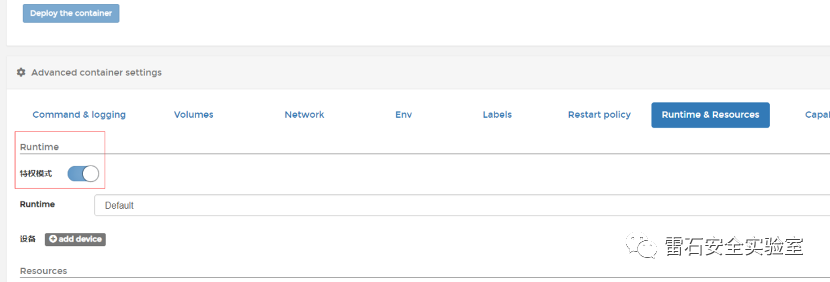 Deploy the container
Advanced container settings
Command & logging Volumes Network Env Labels Restart policy Runtime & Resources Capal
Runtime
特权模式
Runtime Default
设备 add device
雷石安全实验室
Resources